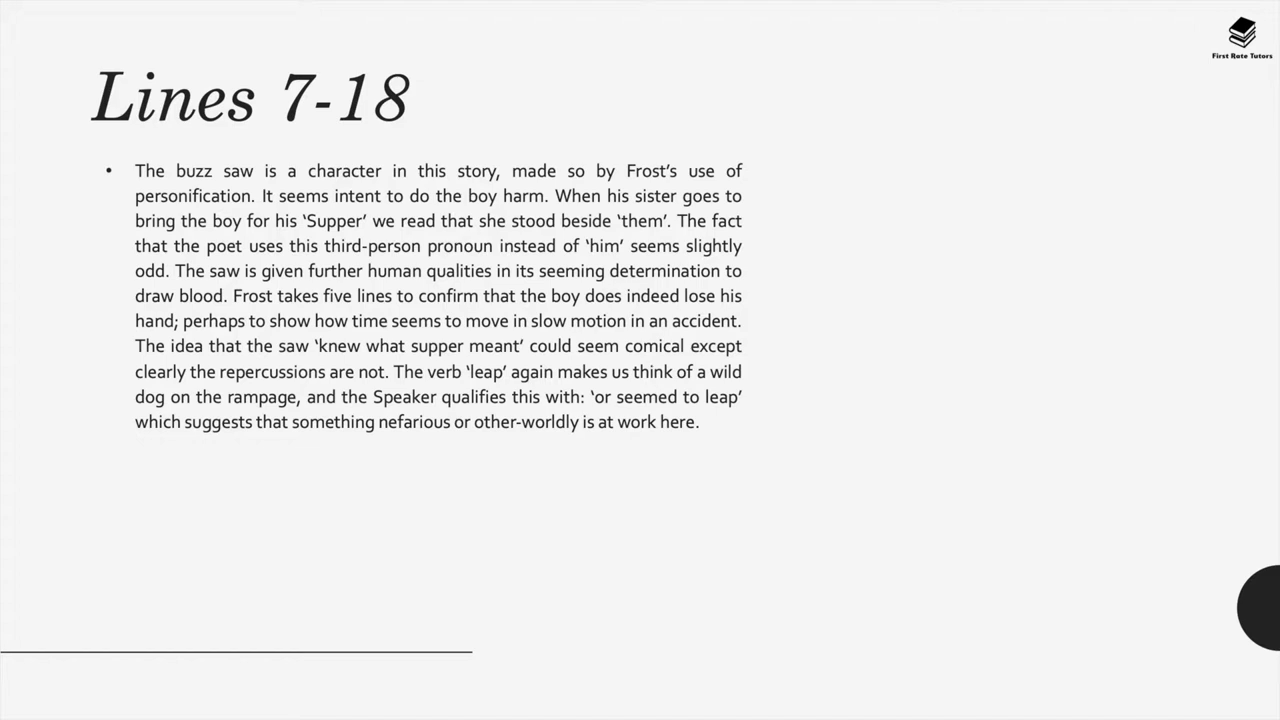 First Rate Tutors
Lines 7-18
• The buzz saw is a character in this story, made so by Frost’s use of
personification. It seems intent to do the boy harm. When his sister goes to
bring the boy for his ‘Supper’ we read that she stood beside ‘them’. The fact
that the poet uses this third-person pronoun instead of ‘him’ seems slightly
odd. The saw is given further human qualities in its seeming determination to
draw blood. Frost takes five lines to confirm that the boy does indeed lose his
hand; perhaps to show how time seems to move in slow motion in an accident.
The idea that the saw ‘knew what supper meant’ could seem comical except
clearly the repercussions are not. The verb ‘leap’ again makes us think of a wild
dog on the rampage, and the Speaker qualifies this with: ‘or seemed to leap’
which suggests that something nefarious or other-worldly is at work here.